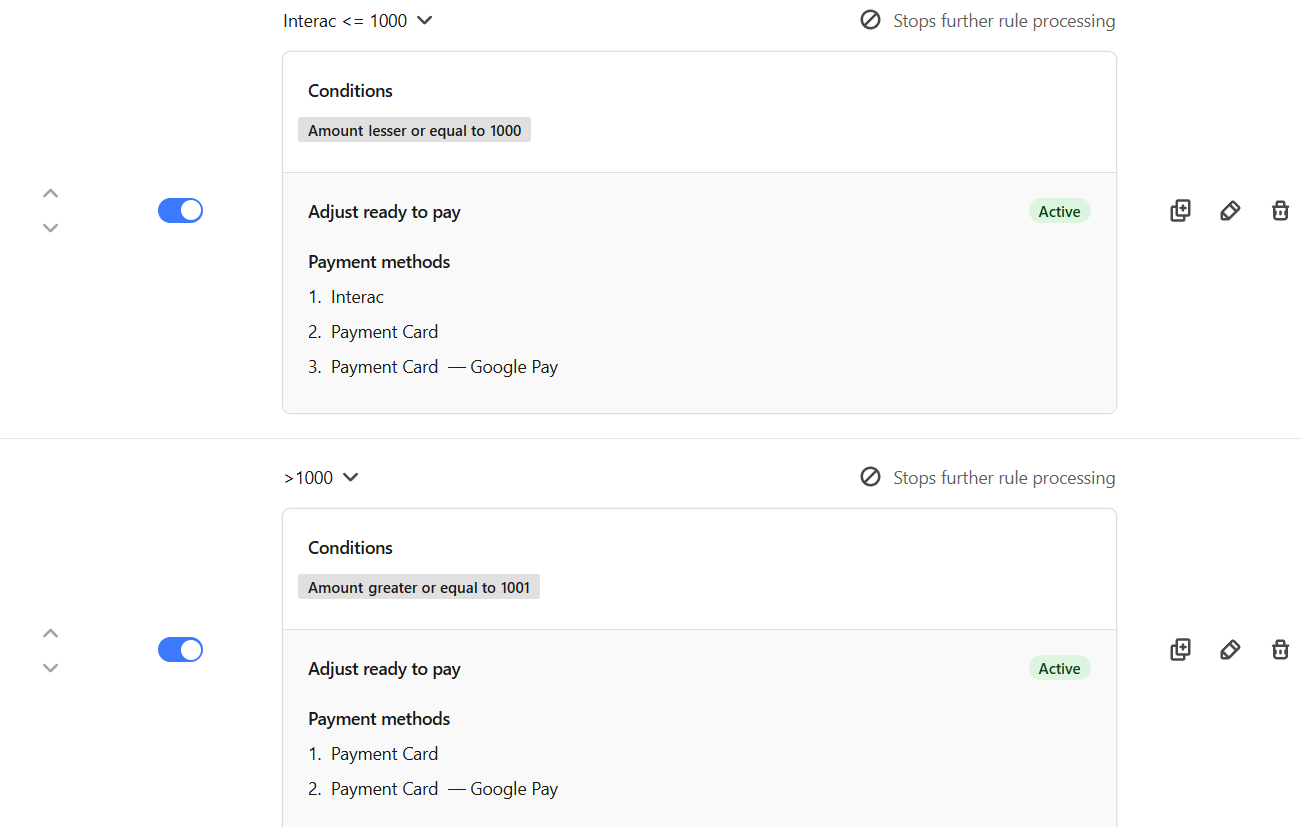 Interac <= 1000
Stops further rule processing
Conditions
Amount lesser or equal to 1000
Adjust ready to pay
Active
Payment methods
1. Interac
2. Payment Card
3. Payment Card — Google Pay
>1000
Stops further rule processing
Conditions
Amount greater or equal to 1001
Adjust ready to pay
Active
Payment methods
1. Payment Card
2. Payment Card — Google Pay